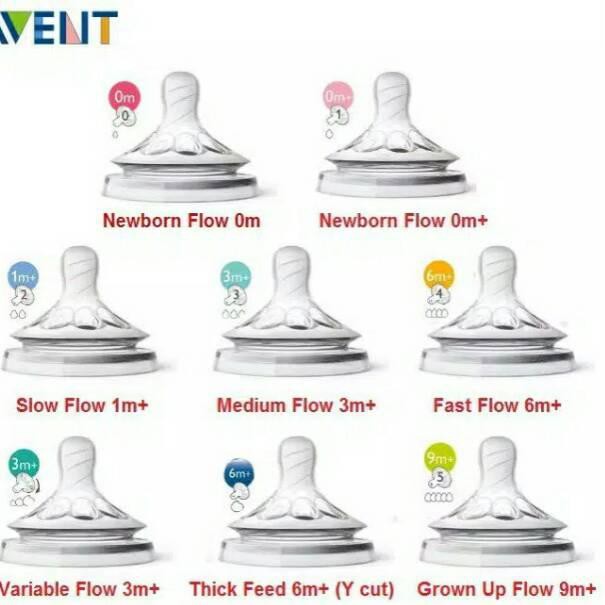 VENT
0m
0m+
0
1
Newborn Flow 0m
Newborn Flow 0m+
1m+
3m+
6m+
2
3
4
Slow Flow 1m+
Medium Flow 3m+
Fast Flow 6m+
3m+
6m+
9m+
5
Variable Flow 3m+
Thick Feed 6m+ (Y cut)
Grown Up Flow 9m+